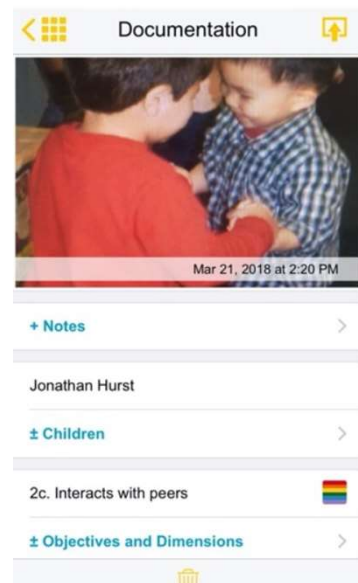 Documentation
Mar 21, 2018 at 2:20 PM
+ Notes
Jonathan Hurst
± Children
2c. Interacts with peers
± Objectives and Dimensions